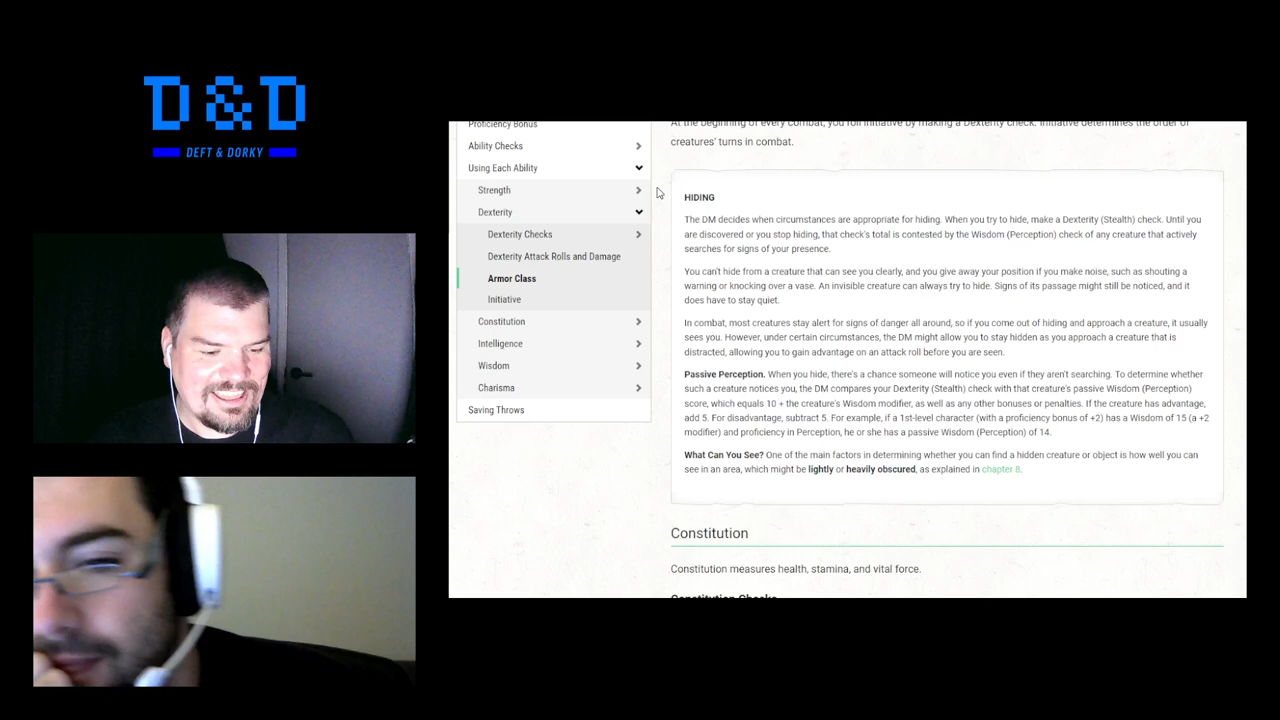 D&D
DEFT & DORKY
Proficiency Bonus
Ability Checks
Using Each Ability
Strength
Dexterity
Dexterity Checks
Dexterity Attack Rolls and Damage
Armor Class
Initiative
Constitution
Intelligence
Wisdom
Charisma
Saving Throws
At the beginning of every combat, you roll initiative by making a Dexterity check. Initiative determines the order of
creatures' turns in combat.
HIDING
The DM decides when circumstances are appropriate for hiding. When you try to hide, make a Dexterity (Stealth) check. Until you
are discovered or you stop hiding, that check's total is contested by the Wisdom (Perception) check of any creature that actively
searches for signs of your presence.
You can't hide from a creature that can see you clearly, and you give away your position if you make noise, such as shouting a
warning or knocking over a vase. An invisible creature can always try to hide. Signs of its passage might still be noticed, and it
does have to stay quiet.
In combat, most creatures stay alert for signs of danger all around, so if you come out of hiding and approach a creature, it usually
sees you. However, under certain circumstances, the DM might allow you to stay hidden as you approach a creature that is
distracted, allowing you to gain advantage on an attack roll before you are seen.
Passive Perception. When you hide, there's a chance someone will notice you even if they aren't searching. To determine whether
such a creature notices you, the DM compares your Dexterity (Stealth) check with that creature's passive Wisdom (Perception)
score, which equals 10 + the creature's Wisdom modifier, as well as any other bonuses or penalties. If the creature has advantage,
add 5. For disadvantage, subtract 5. For example, if a 1st-level character (with a proficiency bonus of +2) has a Wisdom of 15 (a +2
modifier) and proficiency in Perception, he or she has a passive Wisdom (Perception) of 14.
What Can You See? One of the main factors in determining whether you can find a hidden creature or object is how well you can
see in an area, which might be lightly or heavily obscured, as explained in chapter 8.
Constitution
Constitution measures health, stamina, and vital force.
Constitution Checks